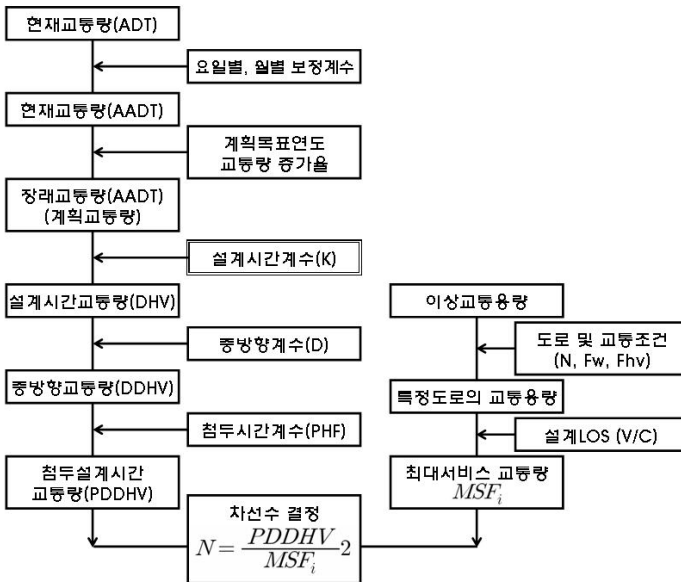 현재교통량(ADT)
요일별, 월별 보정계수
현재교통량(AADT)
계획목표연도
교통량 증가율
장래교통량(AADT)
(계획교통량)
설계시간계수(K)
설계시간교통량(DHV)
중방향계수(D)
중방향교통량(DDHV)
첨두시간계수(PHF)
첨두설계시간
교통량(PDDHV)
이상교통용량
도로 및 교통조건
(N, Fw, Fhv)
특정도로의 교통용량
설계LOS (V/C)
최대서비스 교통량
MSF_i
차선수 결정
N = PDDHV / MSF_i 2